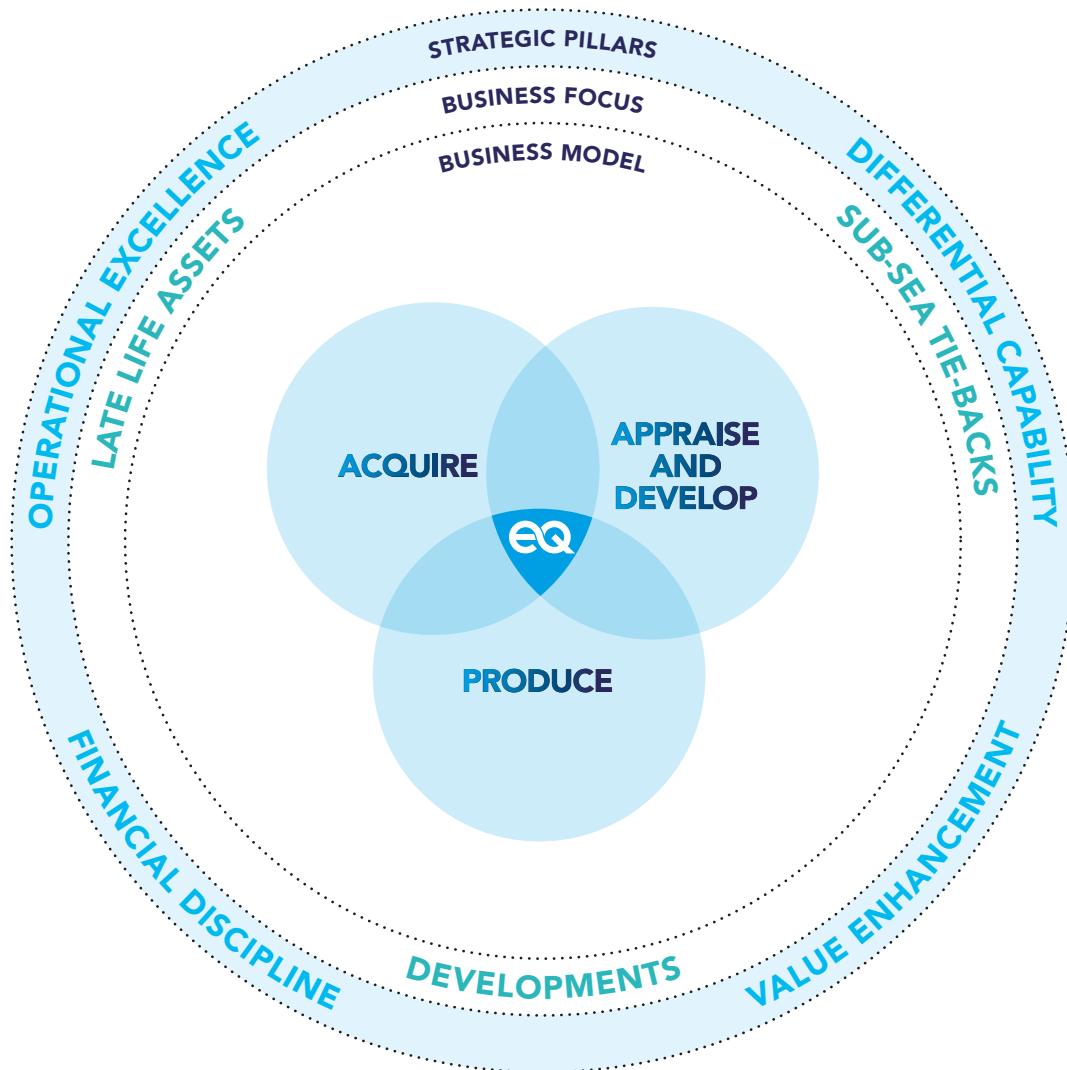 STRATEGIC PILLARS
BUSINESS FOCUS
BUSINESS MODEL
OPERATIONAL EXCELLENCE
DIFFERENTIAL CAPABILITY
LATE LIFE ASSETS
SUB-SEA TIE-BACKS
ACQUIRE
APPRAISE
AND
DEVELOP
eQ
PRODUCE
FINANCIAL DISCIPLINE
VALUE ENHANCEMENT
DEVELOPMENTS